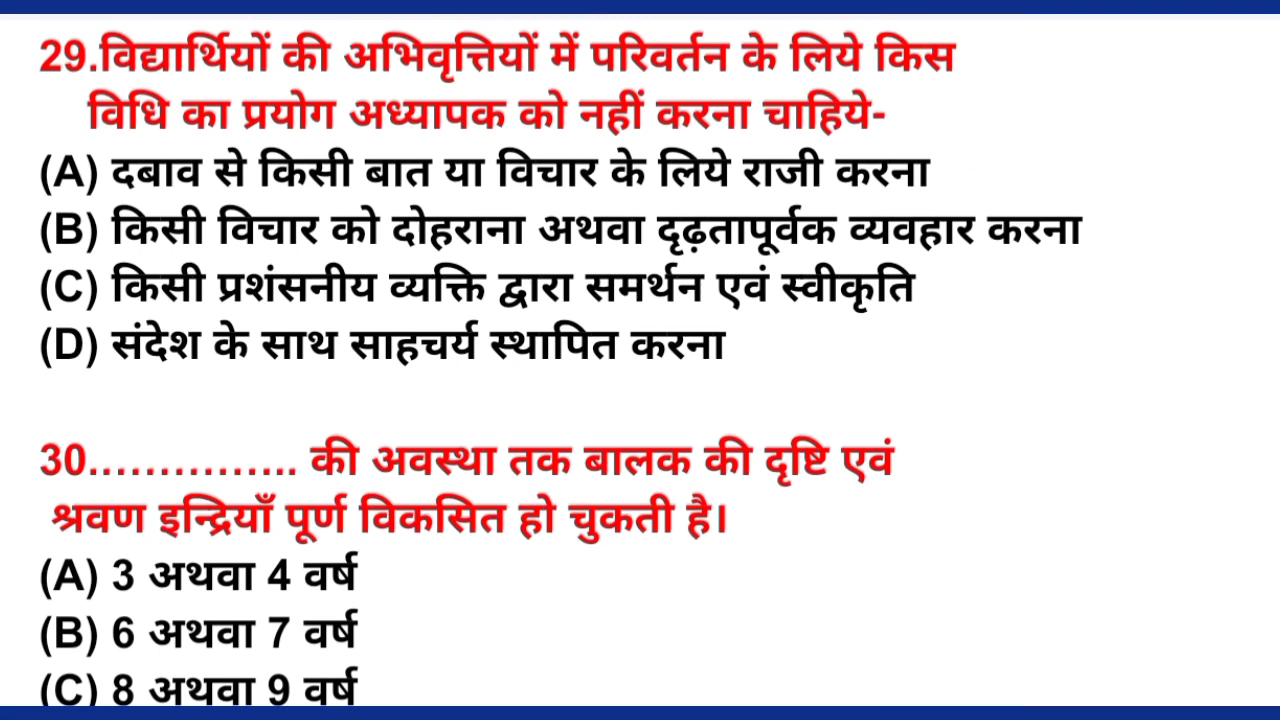 29.विद्यार्थियों की अभिवृत्तियों में परिवर्तन के लिये किस
विधि का प्रयोग अध्यापक को नहीं करना चाहिये-
(A) दबाव से किसी बात या विचार के लिये राजी करना
(B) किसी विचार को दोहराना अथवा दृढ़तापूर्वक व्यवहार करना
(C) किसी प्रशंसनीय व्यक्ति द्वारा समर्थन एवं स्वीकृति
(D) संदेश के साथ साहचर्य स्थापित करना
30............... की अवस्था तक बालक की दृष्टि एवं
श्रवण इन्द्रियाँ पूर्ण विकसित हो चुकती है।
(A) 3 अथवा 4 वर्ष
(B) 6 अथवा 7 वर्ष
(C) 8 अथवा 9 वर्ष